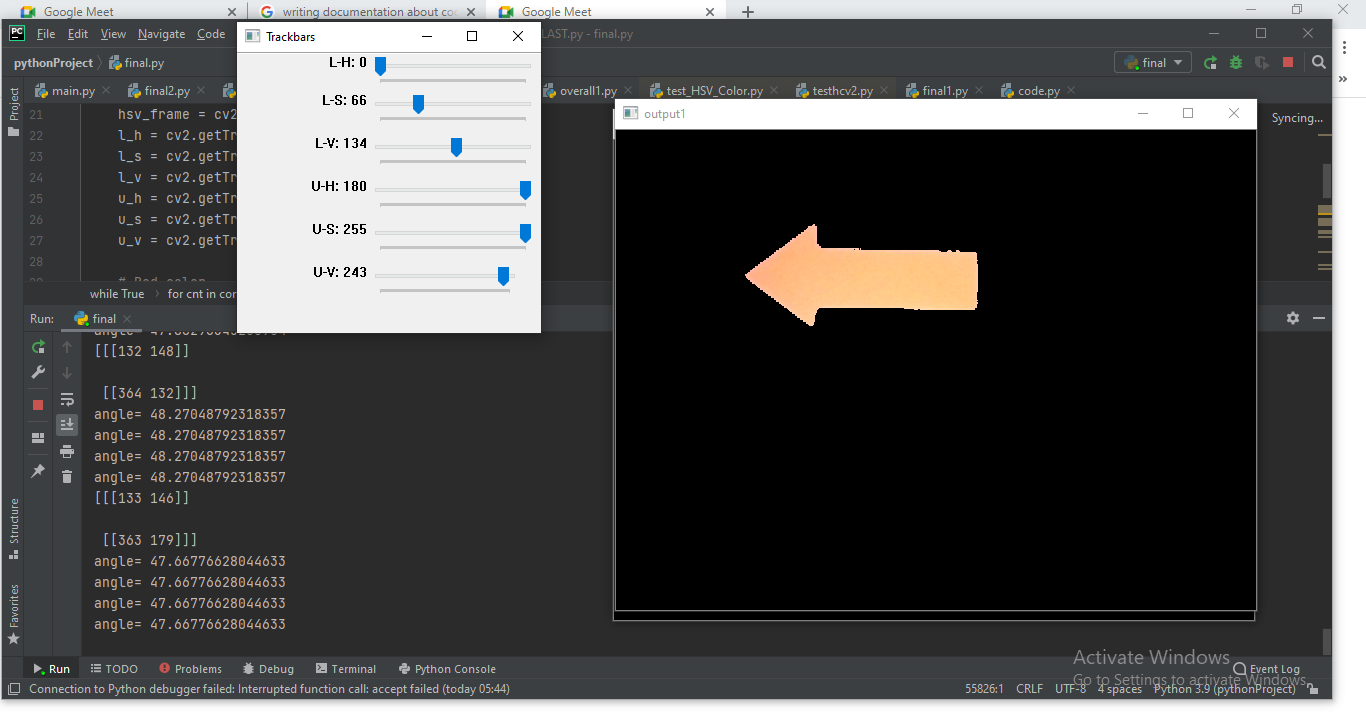 Google Meet
writing documentation about co
Google Meet
File Edit View Navigate Code
LAST.py - final.py
Trackbars
pythonProject final.py
final
main.py
final2.py
overall1.py
test_HSV_Color.py
testhcv2.py
final1.py
code.py
Project
L-H: 0
L-S: 66
L-V: 134
U-H: 180
U-S: 255
U-V: 243
output1
Syncing...
21 hsv_frame = cv2
22 l_h = cv2.getTr
23 l_s = cv2.getTr
24 l_v = cv2.getTr
25 u_h = cv2.getTr
26 u_s = cv2.getTr
27 u_v = cv2.getTr
28
while True for cnt in cor
Run: final
[[[132 148]]
[[364 132]]]
angle= 48.27048792318357
angle= 48.27048792318357
angle= 48.27048792318357
angle= 48.27048792318357
[[[133 146]]
[[363 179]]]
angle= 47.66776628044633
angle= 47.66776628044633
angle= 47.66776628044633
angle= 47.66776628044633
Structure
Favorites
Run TODO Problems Debug Terminal Python Console
Event Log
Activate Windows
Go to Settings to activate Windows.
Connection to Python debugger failed: Interrupted function call: accept failed (today 05:44)
55826:1 CRLF UTF-8 4 spaces Python 3.9 (pythonProject)